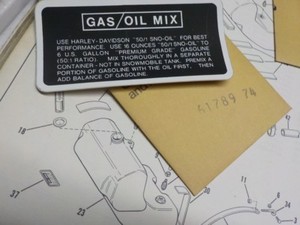 GAS/OIL MIX
USE HARLEY-DAVIDSON "50/1 SNO-OIL" FOR BEST
PERFORMANCE. USE 16 OUNCES "50/1 SNO-OIL" TO
6 U.S. GALLON "PREMIUM GRADE" GASOLINE
(50:1 RATIO). MIX THOROUGHLY IN A SEPARATE
CONTAINER - NOT IN SNOWMOBILE TANK. PREMIX A
PORTION OF GASOLINE WITH THE OIL FIRST, THEN
ADD BALANCE OF GASOLINE.
61789 74
18
37
23
11